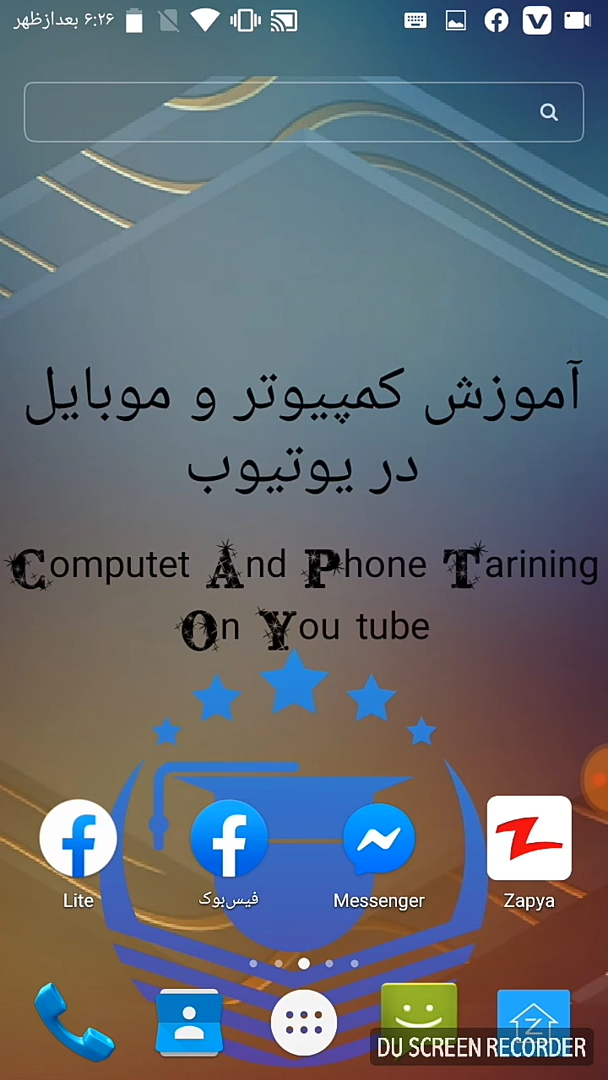 ۶:۲۶ بعدازظهر
آموزش کمپیوتر و موبایل
در یوتیوب
Computet And Phone Tarining
On You tube
Lite فیس‌بوک Messenger Zapya
DU SCREEN RECORDER